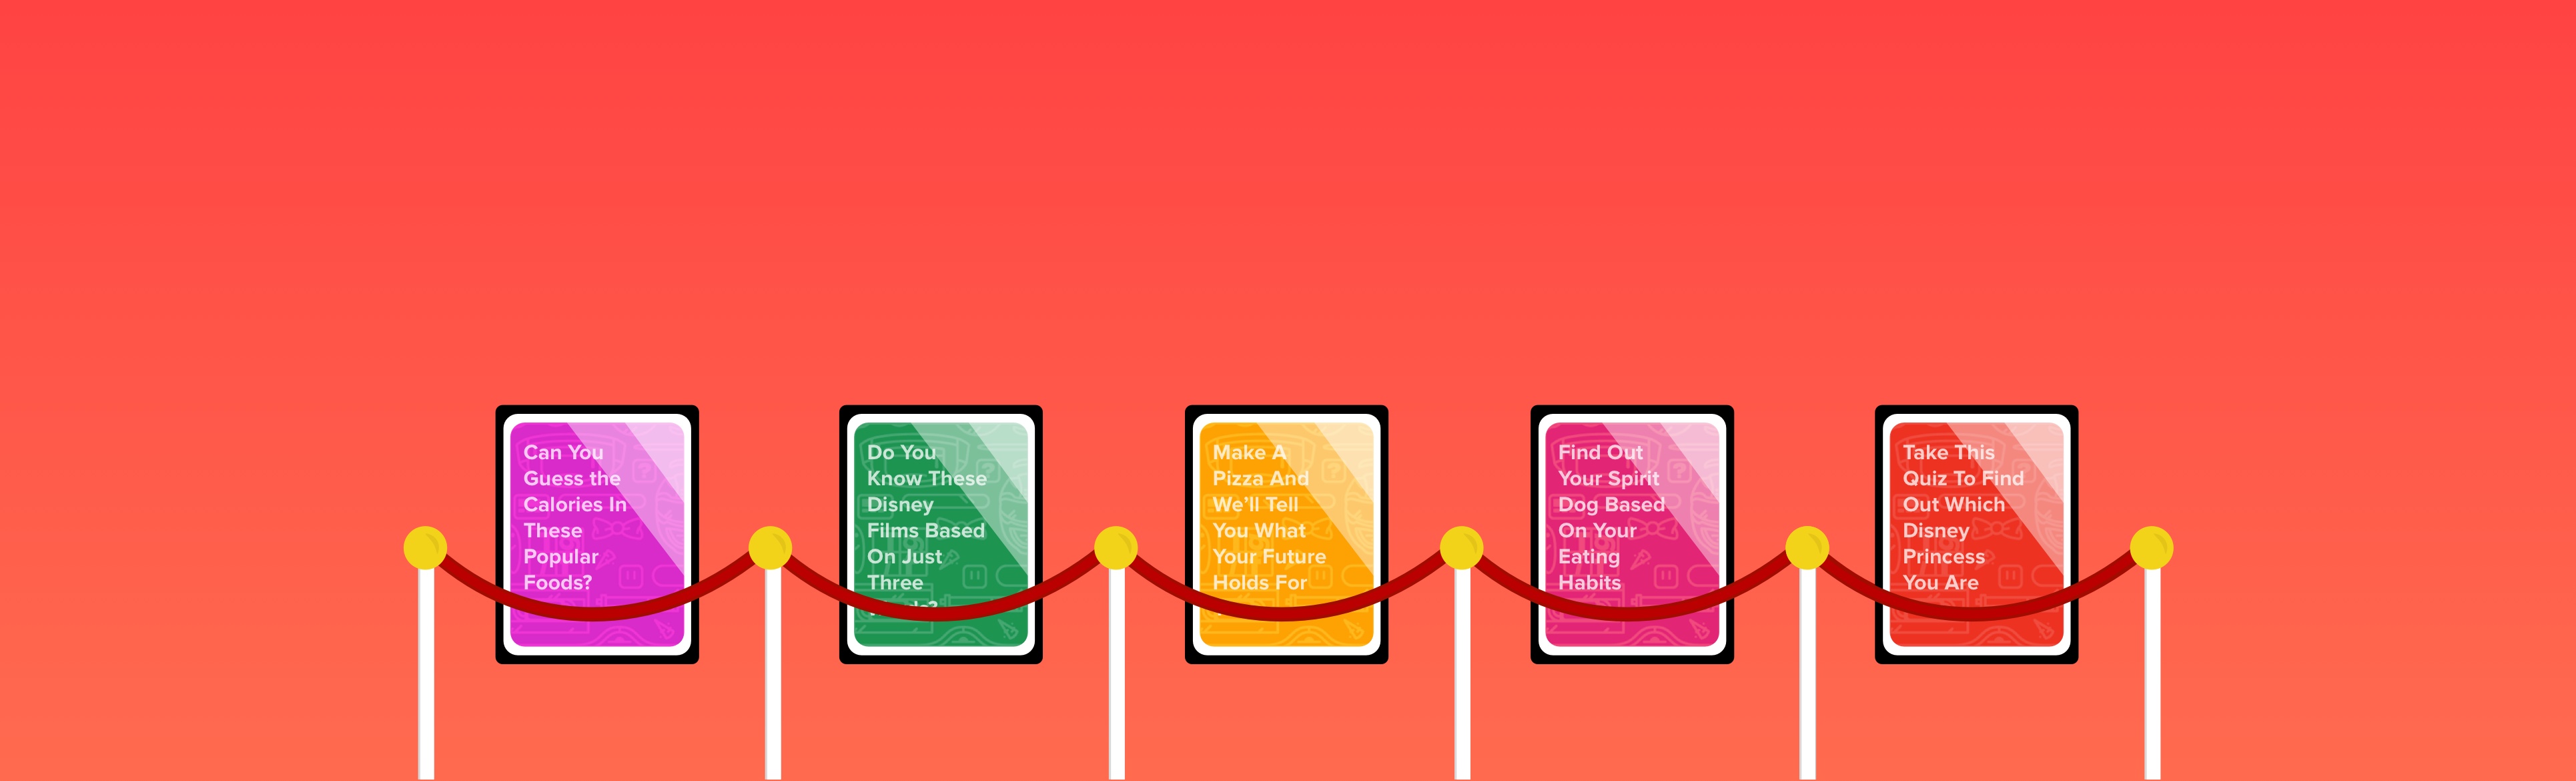 Can You
Guess the
Calories In
These
Popular
Foods?
Do You
Know These
Disney
Films Based
On Just
Three
Make A
Pizza And
We'll Tell
You What
Your Future
Holds For
Find Out
Your Spirit
Dog Based
On Your
Eating
Habits
Take This
Quiz To Find
Out Which
Disney
Princess
You Are